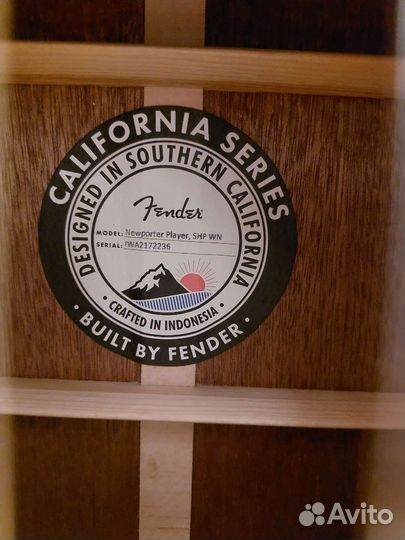 CALIFORNIA SERIES
DESIGNED IN SOUTHERN CALIFORNIA
Fender
MODEL: Newporter Player, SHP WN
SERIAL: IWA2172236
• CRAFTED IN INDONESIA •
• BUILT BY FENDER •
Avito